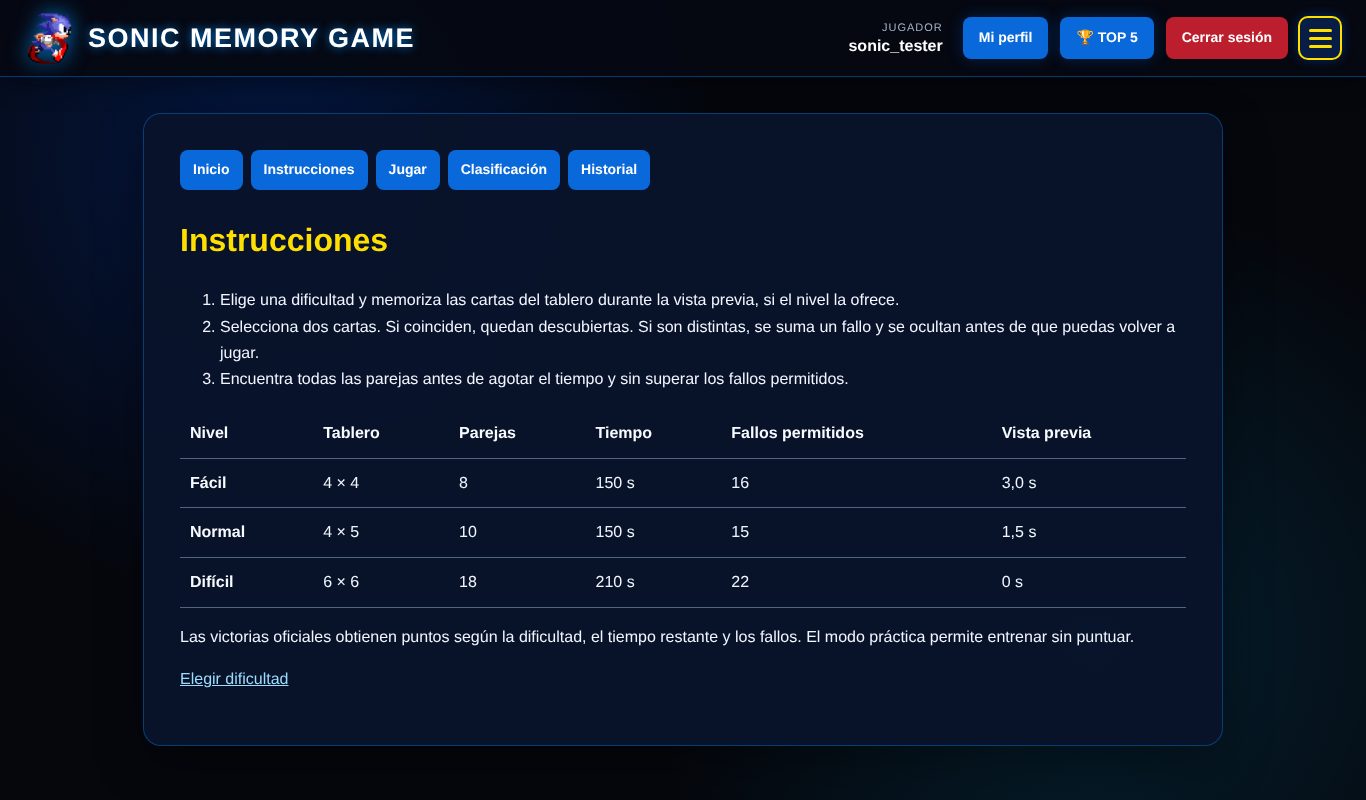 SONIC MEMORY GAME
JUGADOR
sonic_tester
Mi perfil
🏆 TOP 5
Cerrar sesión
Inicio
Instrucciones
Jugar
Clasificación
Historial
Instrucciones
1. Elige una dificultad y memoriza las cartas del tablero durante la vista previa, si el nivel la ofrece.
2. Selecciona dos cartas. Si coinciden, quedan descubiertas. Si son distintas, se suma un fallo y se ocultan antes de que puedas volver a
jugar.
3. Encuentra todas las parejas antes de agotar el tiempo y sin superar los fallos permitidos.
Nivel Tablero Parejas Tiempo Fallos permitidos Vista previa
Fácil 4 × 4 8 150 s 16 3,0 s
Normal 4 × 5 10 150 s 15 1,5 s
Difícil 6 × 6 18 210 s 22 0 s
Las victorias oficiales obtienen puntos según la dificultad, el tiempo restante y los fallos. El modo práctica permite entrenar sin puntuar.
Elegir dificultad